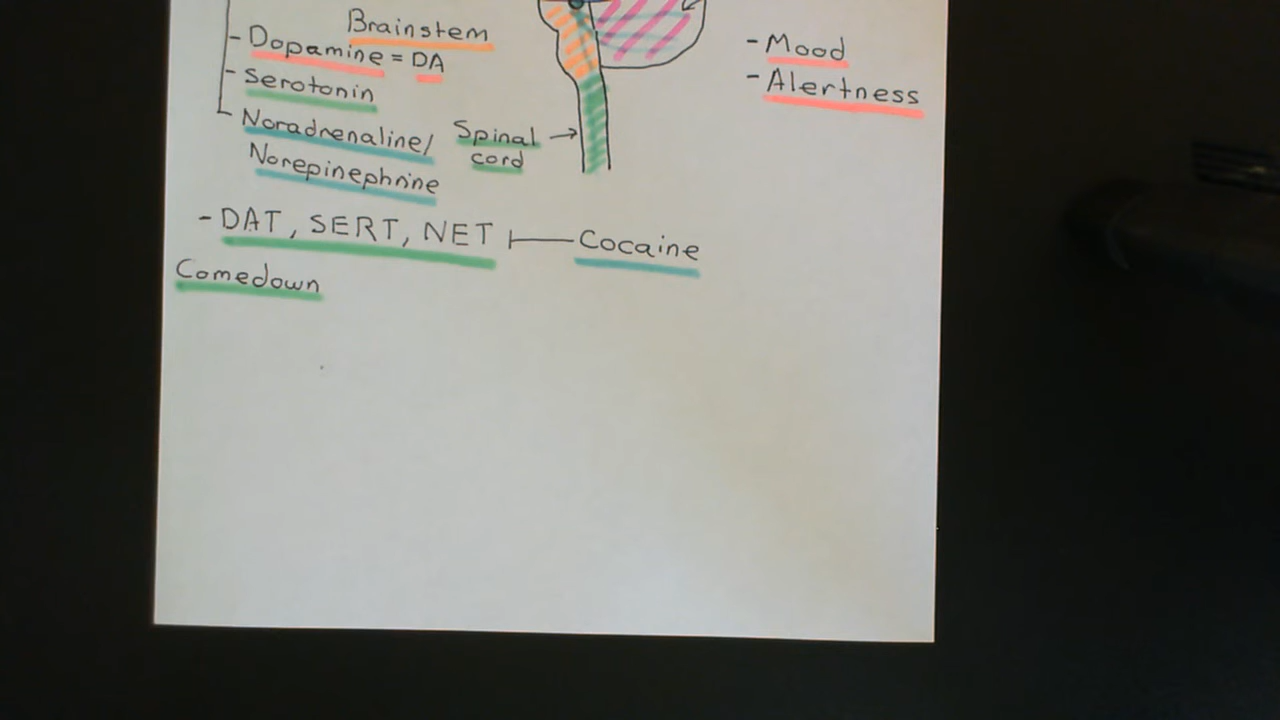 Brainstem
- Dopamine = DA
- Serotonin
- Noradrenaline/
Norepinephrine
Spinal
cord
- Mood
- Alertness
- DAT, SERT, NET Cocaine
Comedown